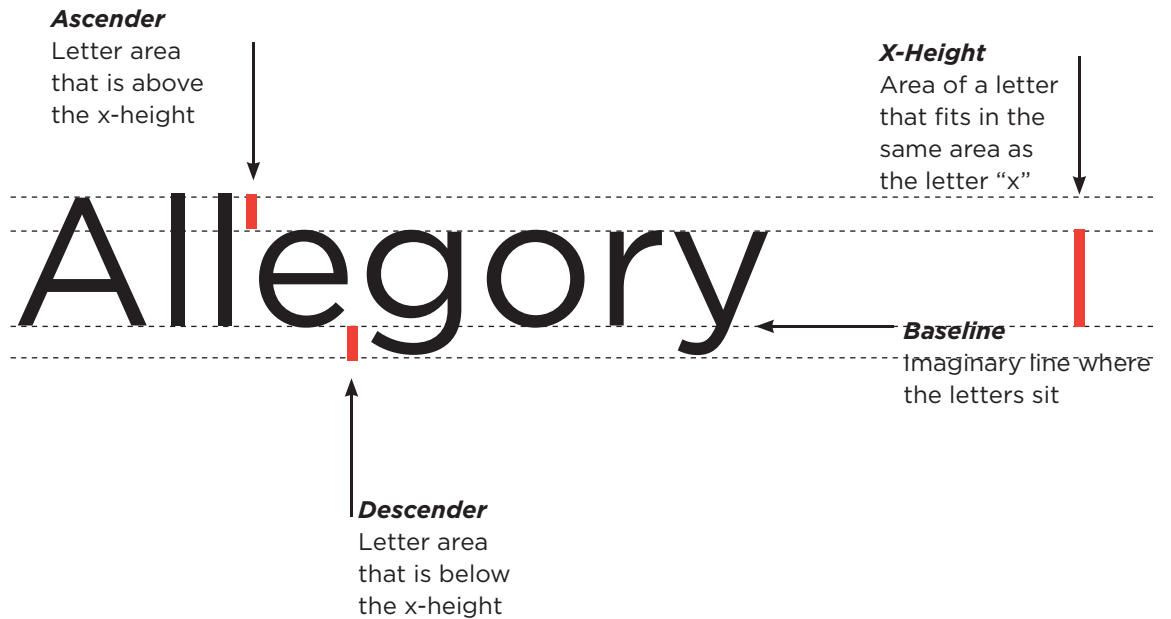 Ascender
Letter area
that is above
the x-height
X-Height
Area of a letter
that fits in the
same area as
the letter “x”
Allegory
Baseline
Imaginary line where
the letters sit
Descender
Letter area
that is below
the x-height